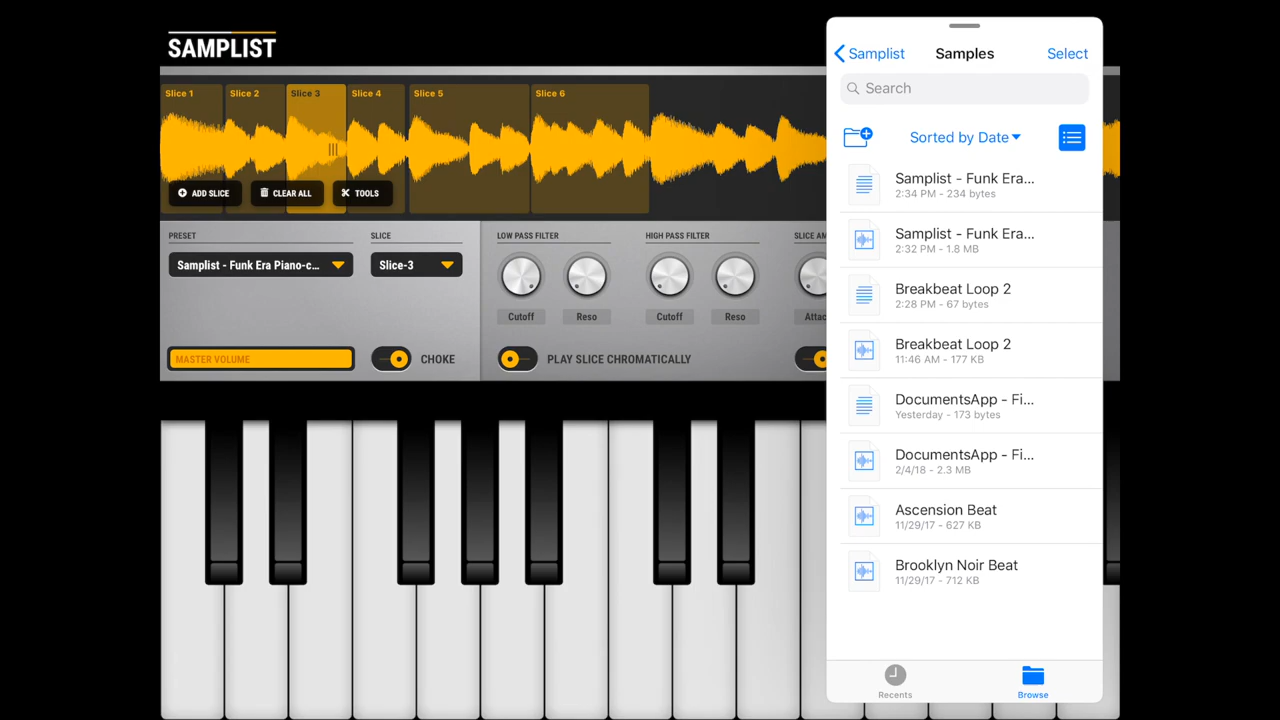 SAMPLIST
Slice 1
Slice 2
Slice 3
Slice 4
Slice 5
Slice 6
ADD SLICE
CLEAR ALL
TOOLS
PRESET
Samplist - Funk Era Piano-c...
SLICE
Slice-3
MASTER VOLUME
CHOKE
LOW PASS FILTER
Cutoff
Reso
HIGH PASS FILTER
Cutoff
Reso
SLICE AM
Attac
PLAY SLICE CHROMATICALLY
Samplist
Samples
Select
Search
Sorted by Date
Samplist - Funk Era...
2:34 PM - 234 bytes
Samplist - Funk Era...
2:32 PM - 1.8 MB
Breakbeat Loop 2
2:28 PM - 67 bytes
Breakbeat Loop 2
11:46 AM - 177 KB
DocumentsApp - Fi...
Yesterday - 173 bytes
DocumentsApp - Fi...
2/4/18 - 2.3 MB
Ascension Beat
11/29/17 - 627 KB
Brooklyn Noir Beat
11/29/17 - 712 KB
Recents
Browse